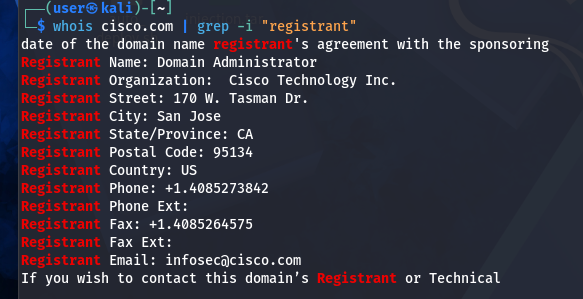 ┌──(user㉿kali)-[~]
└─$ whois cisco.com | grep -i "registrant"
date of the domain name registrant's agreement with the sponsoring
Registrant Name: Domain Administrator
Registrant Organization:  Cisco Technology Inc.
Registrant Street: 170 W. Tasman Dr.
Registrant City: San Jose
Registrant State/Province: CA
Registrant Postal Code: 95134
Registrant Country: US
Registrant Phone: +1.4085273842
Registrant Phone Ext:
Registrant Fax: +1.4085264575
Registrant Fax Ext:
Registrant Email: infosec@cisco.com
If you wish to contact this domain’s Registrant or Technical